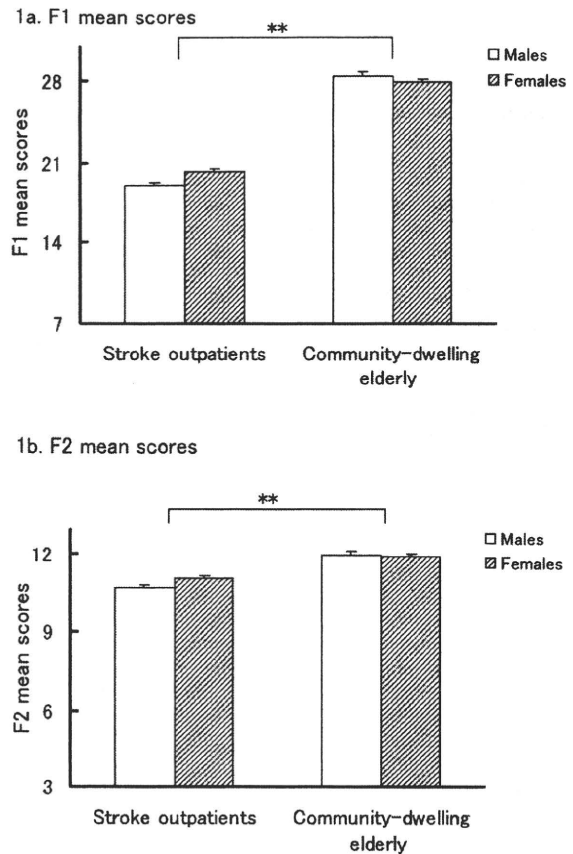 1a. F1 mean scores
**
□ Males
▨ Females
F1 mean scores
28
21
14
7
Stroke outpatients
Community-dwelling
elderly
1b. F2 mean scores
**
□ Males
▨ Females
F2 mean scores
12
9
6
3
Stroke outpatients
Community-dwelling
elderly